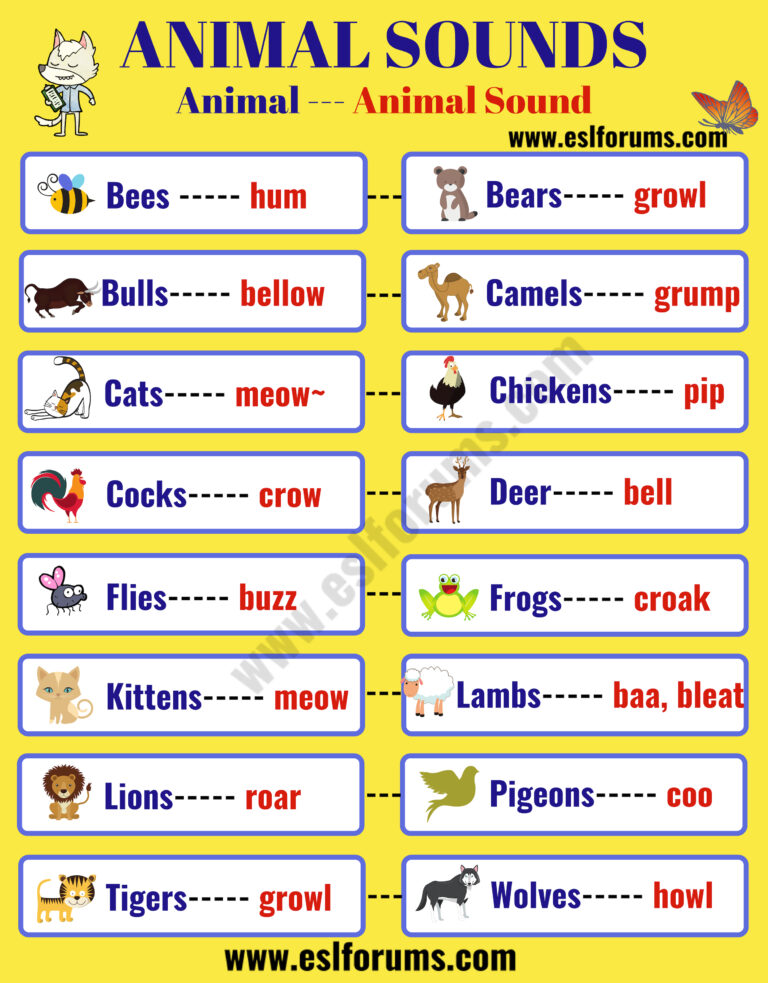 ANIMAL SOUNDS
Animal --- Animal Sound
www.eslforums.com
Bees ----- hum --- Bears----- growl
Bulls----- bellow --- Camels----- grump
Cats----- meow~ --- Chickens----- pip
Cocks----- crow --- Deer----- bell
Flies----- buzz --- Frogs----- croak
Kittens----- meow --- Lambs----- baa, bleat
Lions----- roar --- Pigeons----- coo
Tigers----- growl --- Wolves----- howl
www.eslforums.com
www.eslforums.com